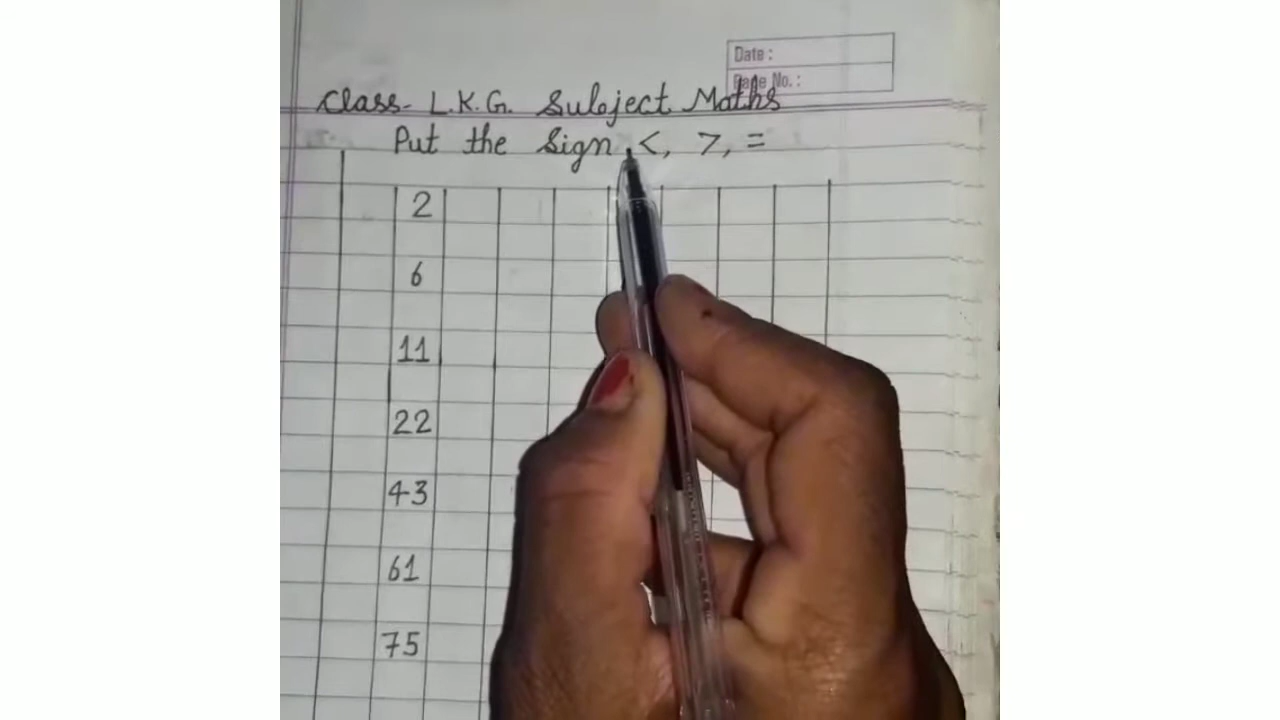 Date :
Page No. :
Class- L.K.G. Subject Maths
Put the Sign <, >, =
2
6
11
22
43
61
75